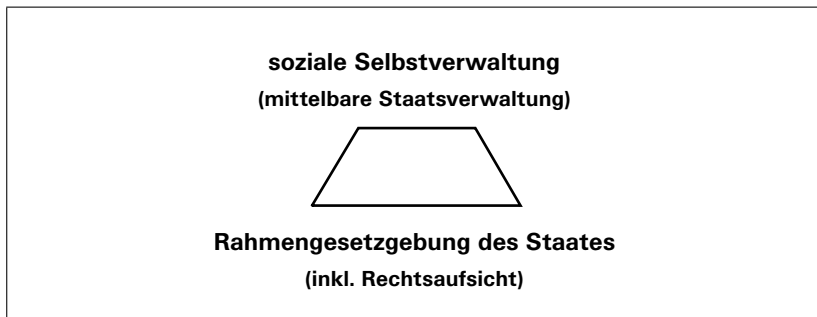 soziale Selbstverwaltung
(mittelbare Staatsverwaltung)
Rahmengesetzgebung des Staates
(inkl. Rechtsaufsicht)